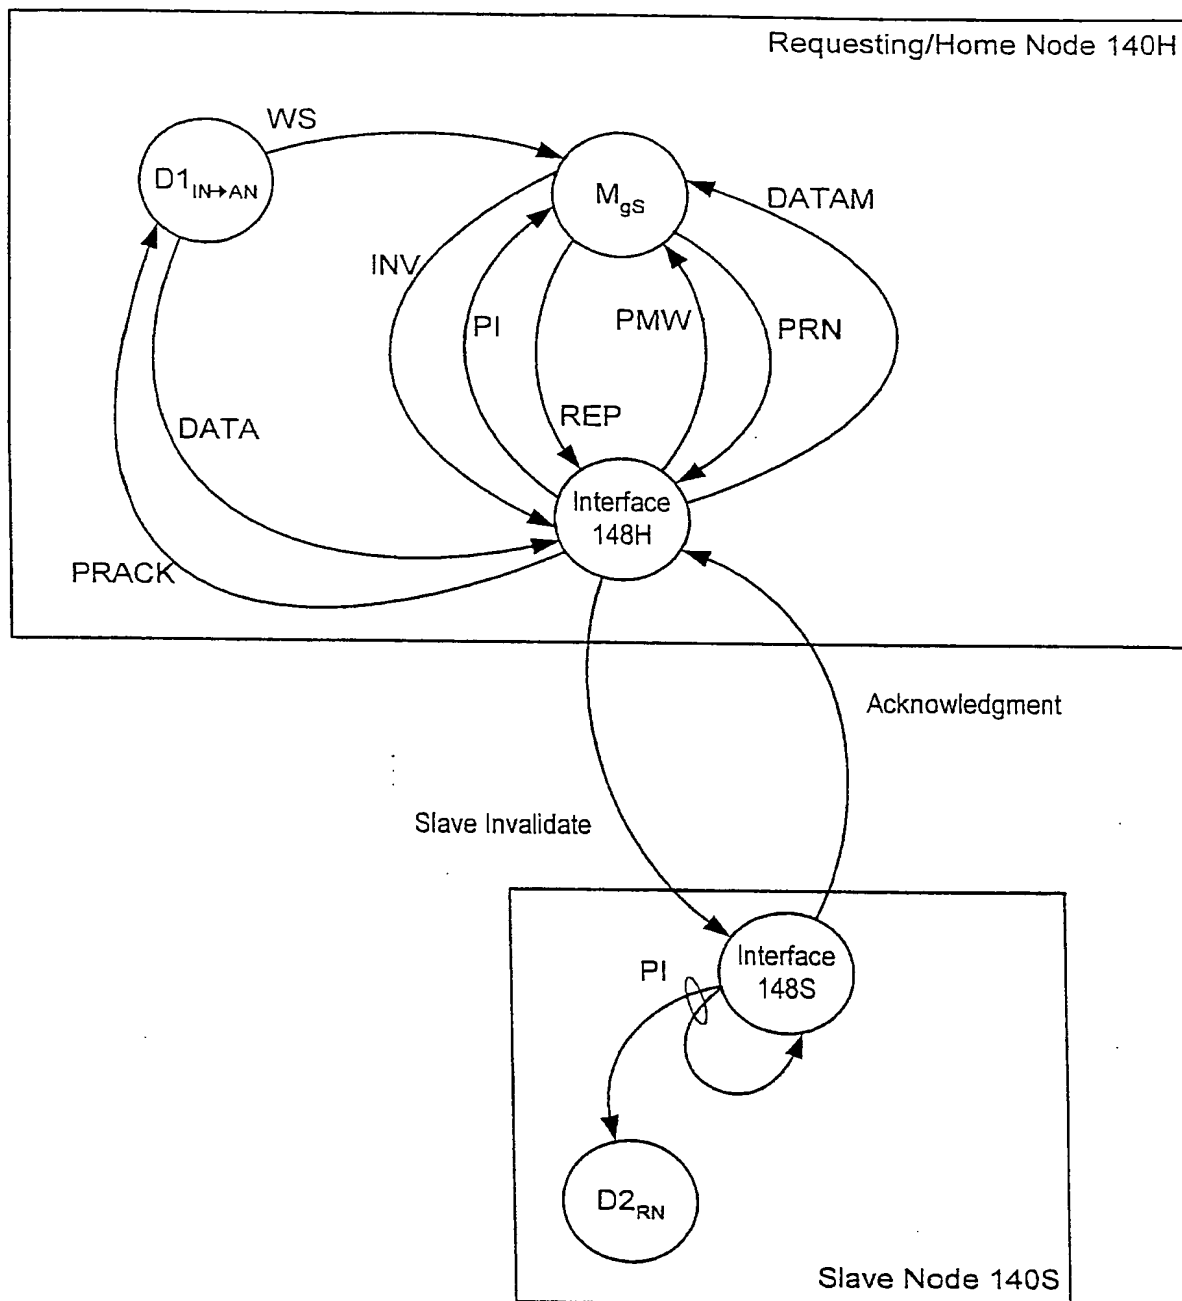 Requesting/Home Node 140H
WS
D1IN→AN
MgS
DATAM
INV
PI
PMW
PRN
REP
DATA
Interface
148H
PRACK
Acknowledgment
Slave Invalidate
Interface
148S
PI
D2RN
Slave Node 140S